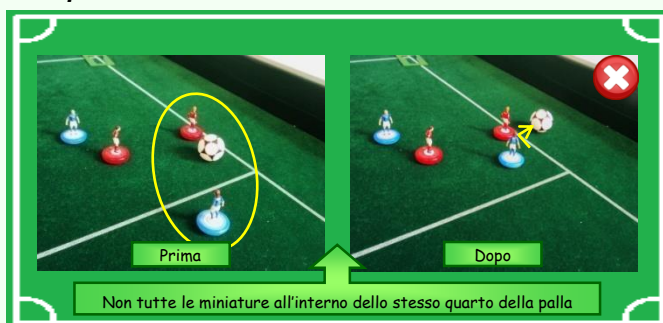 Prima
Dopo
Non tutte le miniature all'interno dello stesso quarto della palla